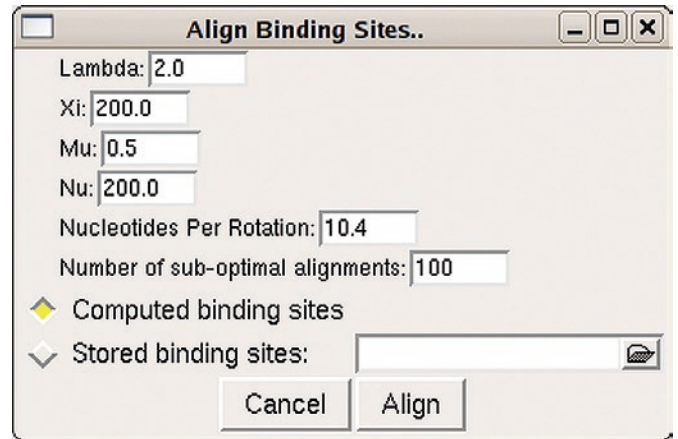 Align Binding Sites..
Lambda: 2.0
Xi: 200.0
Mu: 0.5
Nu: 200.0
Nucleotides Per Rotation: 10.4
Number of sub-optimal alignments: 100
Computed binding sites
Stored binding sites:
Cancel Align